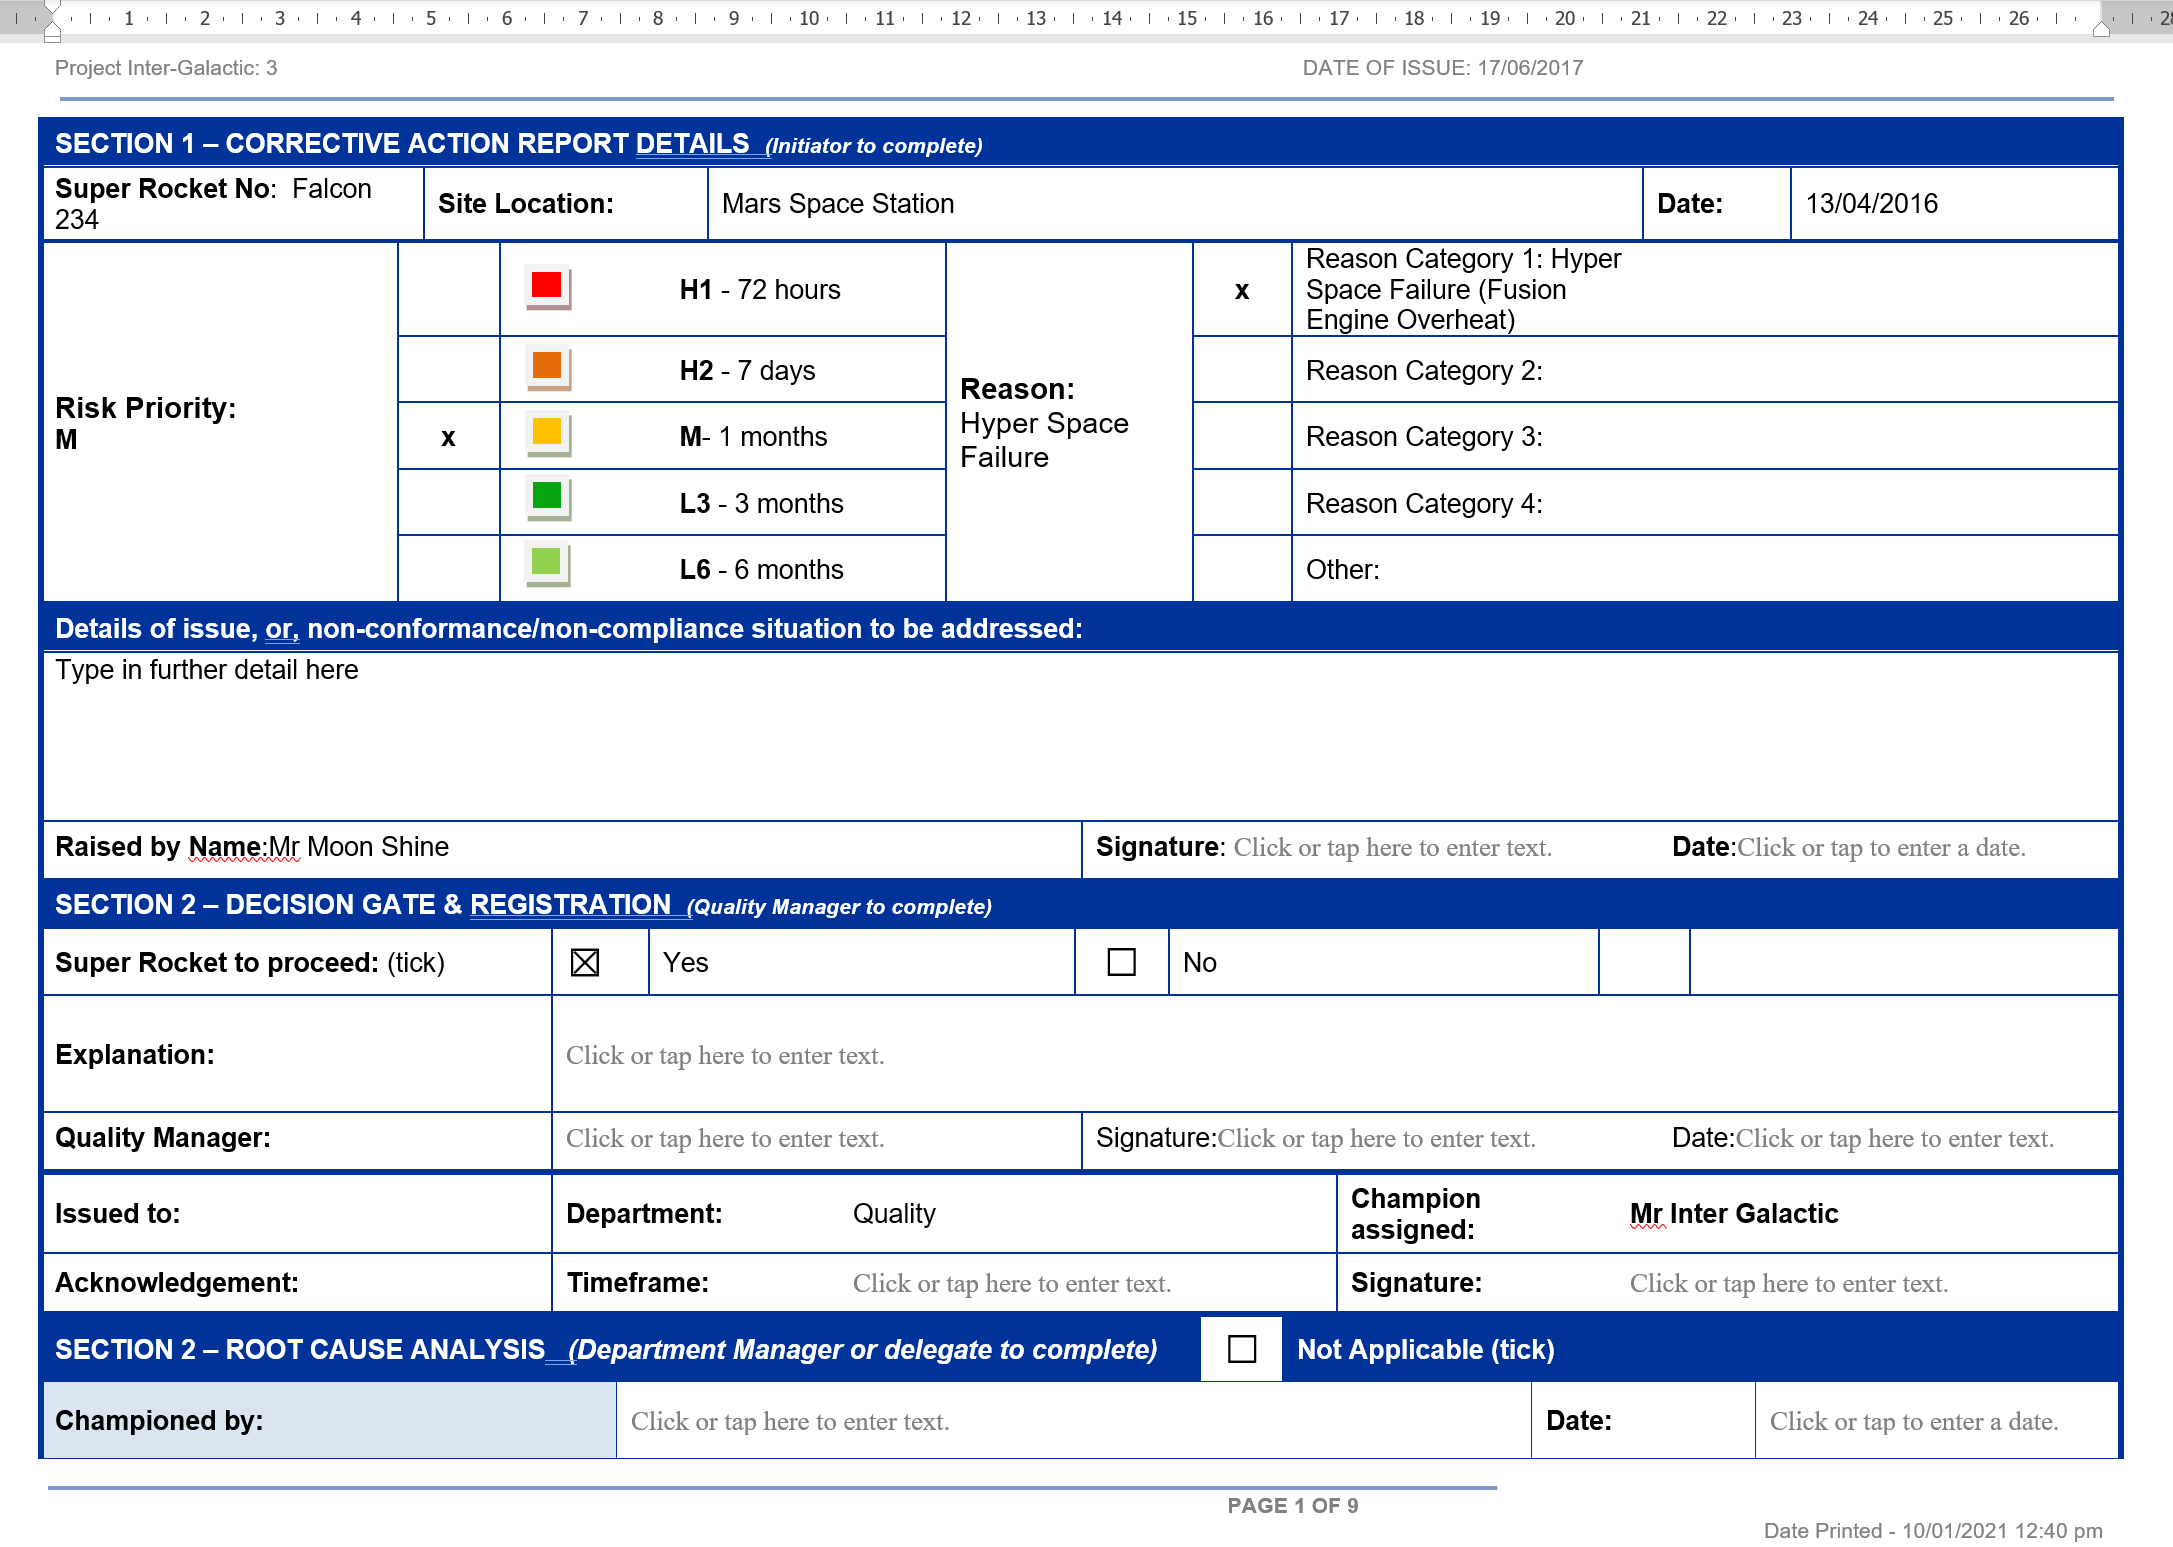 1 2 3 4 5 6 7 8 9 10 11 12 13 14 15 16 17 18 19 20 21 22 23 24 25 26
Project Inter-Galactic: 3 DATE OF ISSUE: 17/06/2017
SECTION 1 – CORRECTIVE ACTION REPORT DETAILS (Initiator to complete)
Super Rocket No: Falcon
234
Site Location:
Mars Space Station
Date:
13/04/2016
Risk Priority:
M
H1 - 72 hours
H2 - 7 days
x M- 1 months
L3 - 3 months
L6 - 6 months
Reason:
Hyper Space
Failure
x
Reason Category 1: Hyper
Space Failure (Fusion
Engine Overheat)
Reason Category 2:
Reason Category 3:
Reason Category 4:
Other:
Details of issue, or, non-conformance/non-compliance situation to be addressed:
Type in further detail here
Raised by Name:Mr Moon Shine
Signature: Click or tap here to enter text. Date:Click or tap to enter a date.
SECTION 2 – DECISION GATE & REGISTRATION (Quality Manager to complete)
Super Rocket to proceed: (tick) ☒ Yes ☐ No
Explanation: Click or tap here to enter text.
Quality Manager: Click or tap here to enter text. Signature:Click or tap here to enter text. Date:Click or tap here to enter text.
Issued to: Department: Quality
Champion
assigned:
Mr Inter Galactic
Acknowledgement: Timeframe: Click or tap here to enter text. Signature: Click or tap here to enter text.
SECTION 2 – ROOT CAUSE ANALYSIS (Department Manager or delegate to complete) ☐ Not Applicable (tick)
Championed by: Click or tap here to enter text. Date: Click or tap to enter a date.
PAGE 1 OF 9
Date Printed - 10/01/2021 12:40 pm